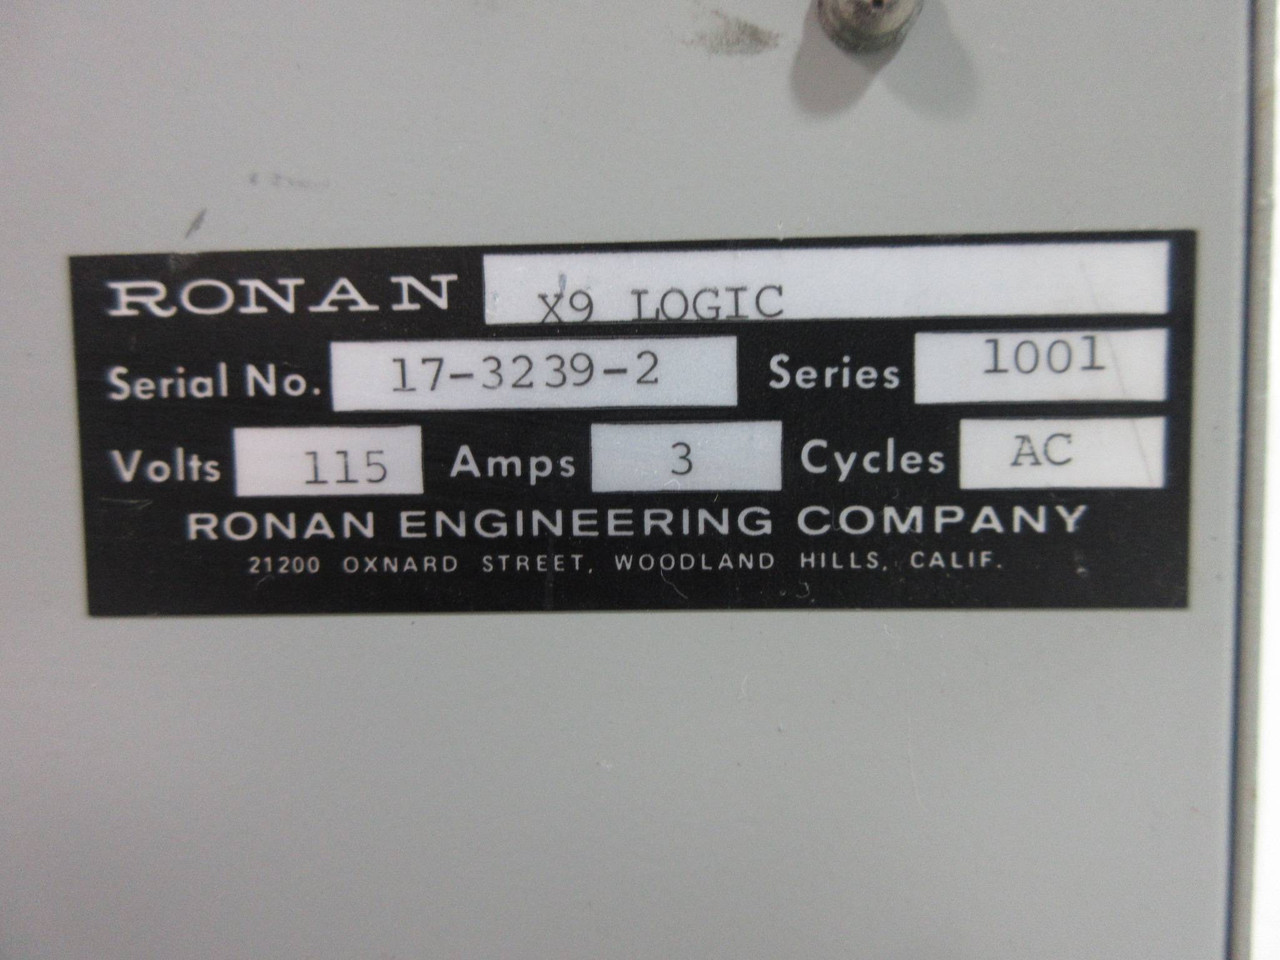 RONAN X9 LOGIC
Serial No. 17-3239-2 Series 1001
Volts 115 Amps 3 Cycles AC
RONAN ENGINEERING COMPANY
21200 OXNARD STREET, WOODLAND HILLS, CALIF.